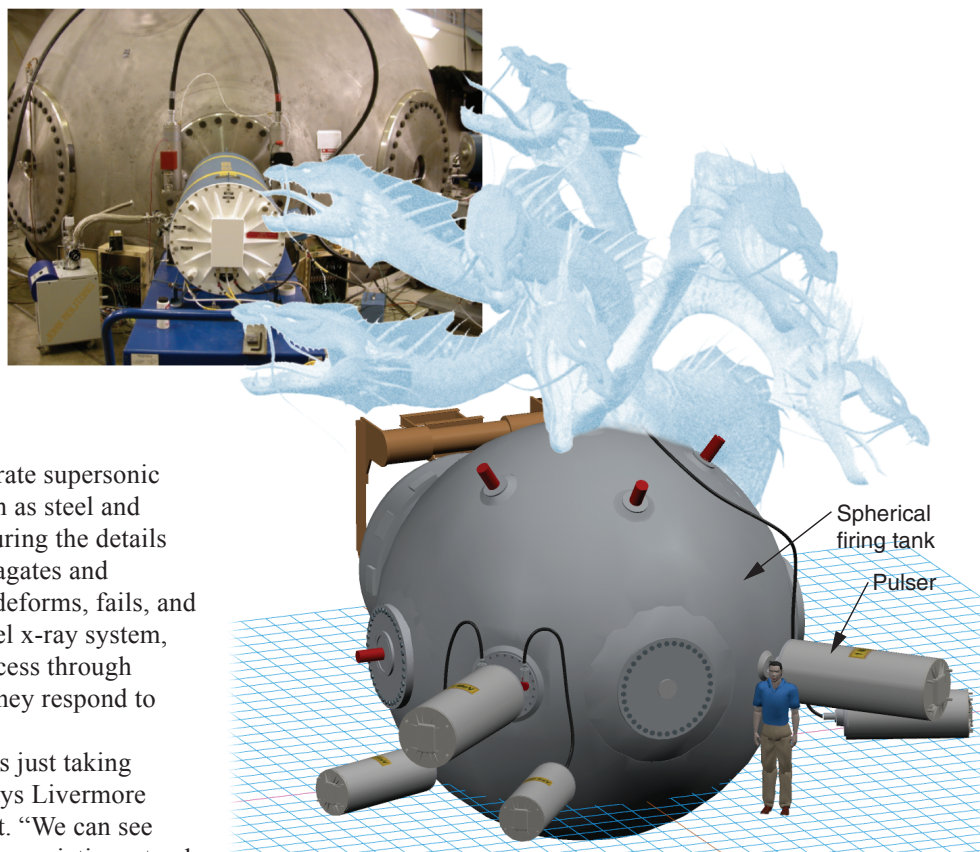 rate supersonic
h as steel and
uring the details
agates and
deforms, fails, and
el x-ray system,
cess through
they respond to
s just taking
ys Livermore
t. “We can see
Spherical
firing tank
Pulser